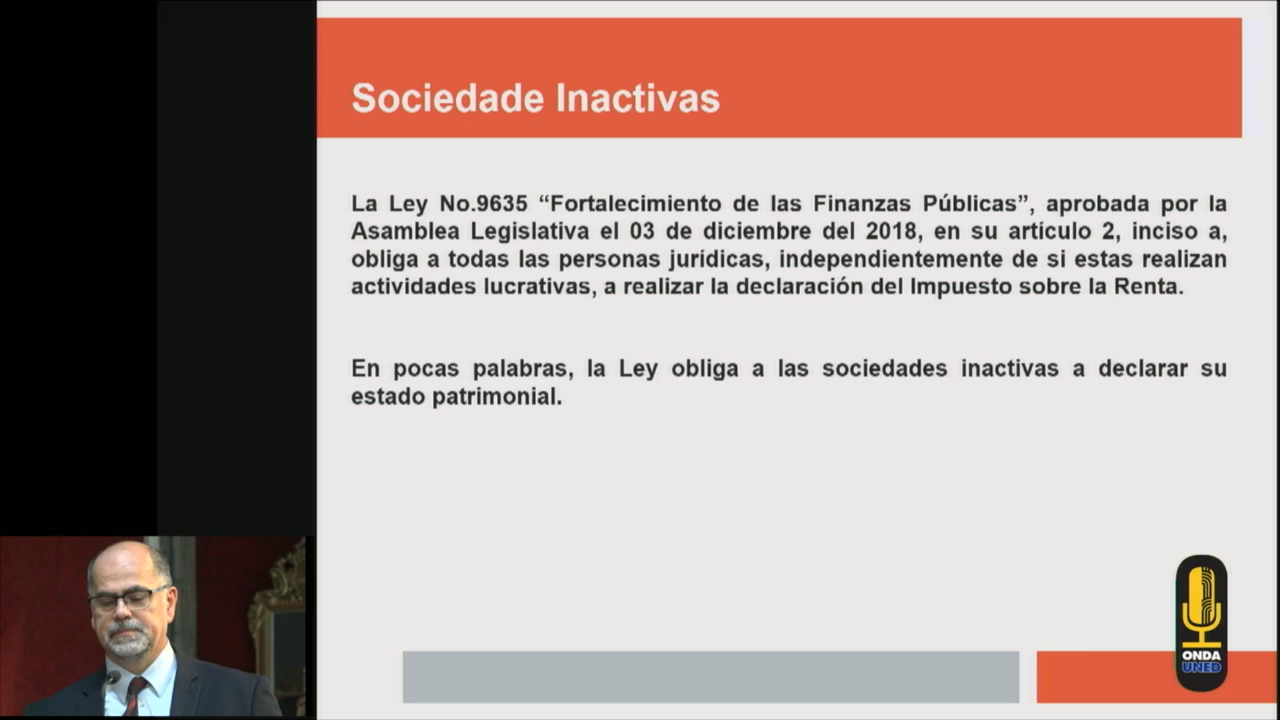 Sociedade Inactivas
La Ley No.9635 “Fortalecimiento de las Finanzas Públicas”, aprobada por la
Asamblea Legislativa el 03 de diciembre del 2018, en su artículo 2, inciso a,
obliga a todas las personas jurídicas, independientemente de si estas realizan
actividades lucrativas, a realizar la declaración del Impuesto sobre la Renta.
En pocas palabras, la Ley obliga a las sociedades inactivas a declarar su
estado patrimonial.
ONDA
UNED